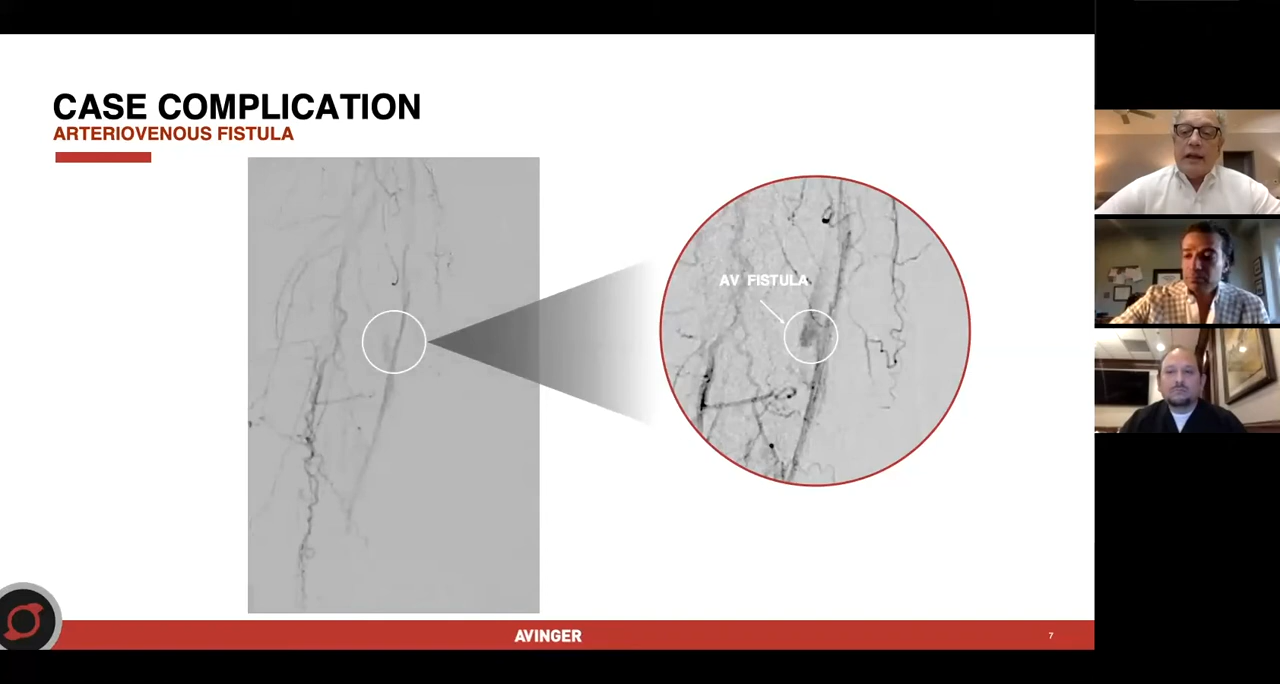 CASE COMPLICATION
ARTERIOVENOUS FISTULA
AV FISTULA
AVINGER
7